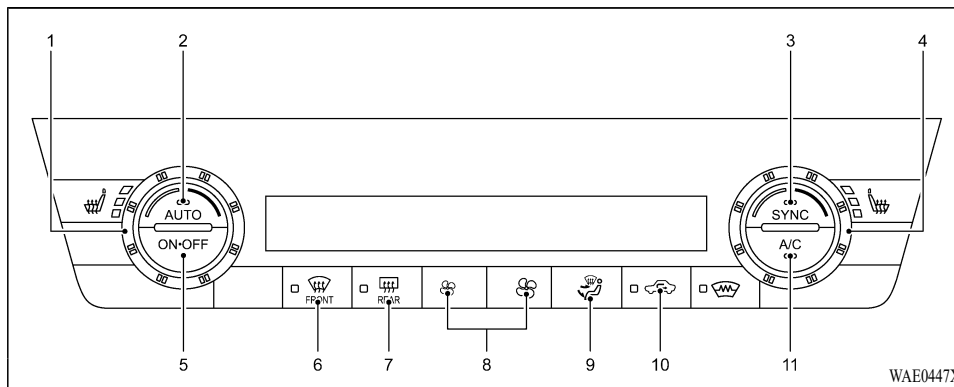 1 2 3 4
AUTO SYNC
ON•OFF A/C
FRONT REAR
5 6 7 8 9 10 11
WAE0447X